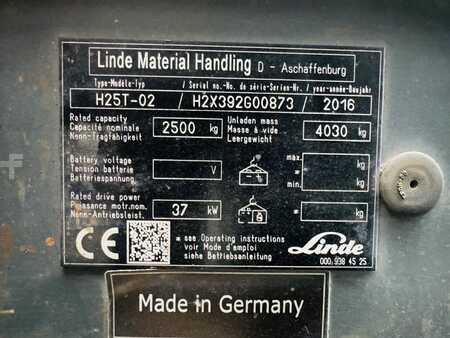 Linde Material Handling D - Aschaffenburg
Type-Modèle-Typ / Serial no.-No. de série-Serien-Nr. / year-année-Baujahr
H25T-02 / H2X392G00873 / 2016
Rated capacity
Capacité nominale 2500 kg
Nenn-Tragfähigkeit
Unladen mass
Masse à vide 4030 kg
Leergewicht
Battery voltage
Tension batterie V
Batteriespannung
max. kg
* =
min. kg
Rated drive power
Puissance motr.nom. 37 kW
Nenn-Antriebsleist.
* = kg
CE
* see Operating instructions
voir Mode d'emploi
siehe Betriebsanleitung
Linde
000 938 45 25
Made in Germany